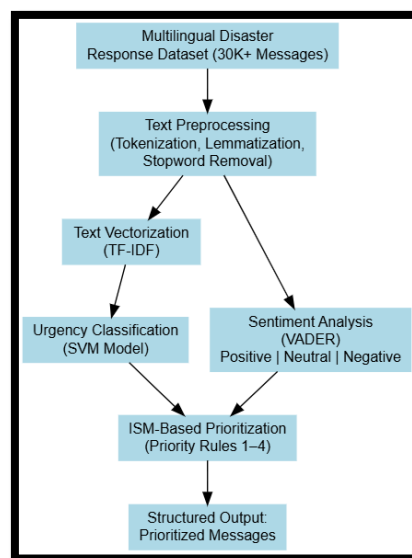 Multilingual Disaster
Response Dataset (30K+ Messages)
Text Preprocessing
(Tokenization, Lemmatization,
Stopword Removal)
Text Vectorization
(TF-IDF)
Urgency Classification
(SVM Model)
Sentiment Analysis
(VADER)
Positive | Neutral | Negative
ISM-Based Prioritization
(Priority Rules 1–4)
Structured Output:
Prioritized Messages